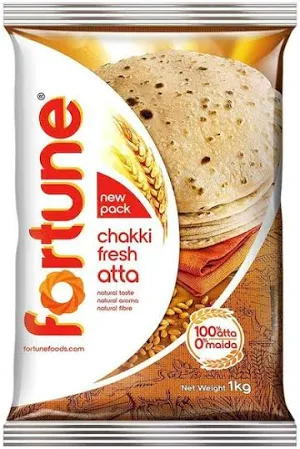 fortune®
new
pack
chakki
fresh
atta
natural taste
natural aroma
natural fibre
fortunefoods.com
100% atta
0% maida
Net Weight 1kg